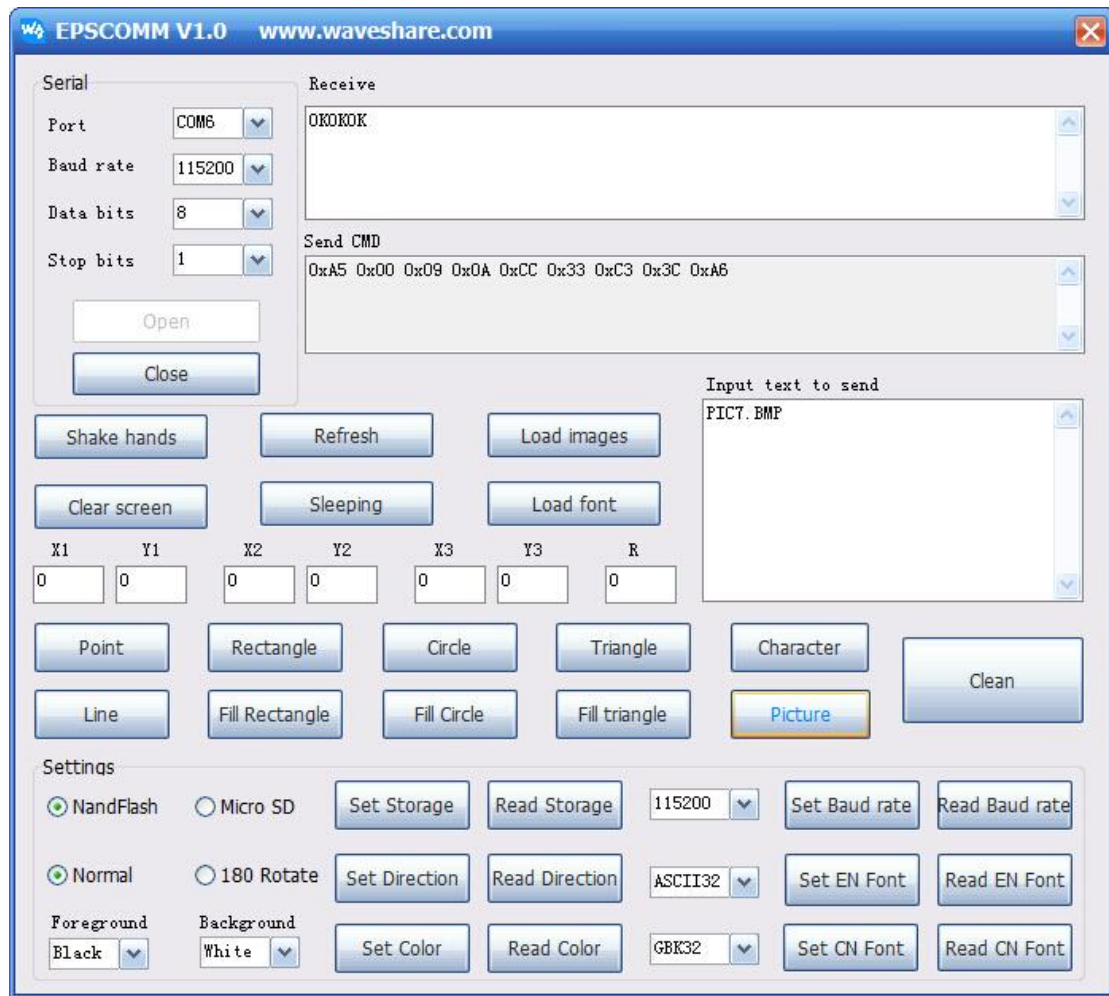 EPSCOMM V1.0 www.waveshare.com
Serial
Port COM6
Baud rate 115200
Data bits 8
Stop bits 1
Open
Close
Receive
OKOKOK
Send CMD
0xA5 0x00 0x09 0x0A 0xCC 0x33 0xC3 0x3C 0xA6
Input text to send
PIC7.BMP
Shake hands Refresh Load images
Clear screen Sleeping Load font
X1 Y1 X2 Y2 X3 Y3 R
0 0 0 0 0 0 0
Point Rectangle Circle Triangle Character
Clean
Line Fill Rectangle Fill Circle Fill triangle Picture
Settings
NandFlash Micro SD Set Storage Read Storage 115200 Set Baud rate Read Baud rate
Normal 180 Rotate Set Direction Read Direction ASCII32 Set EN Font Read EN Font
Foreground Background
Black White Set Color Read Color GBK32 Set CN Font Read CN Font